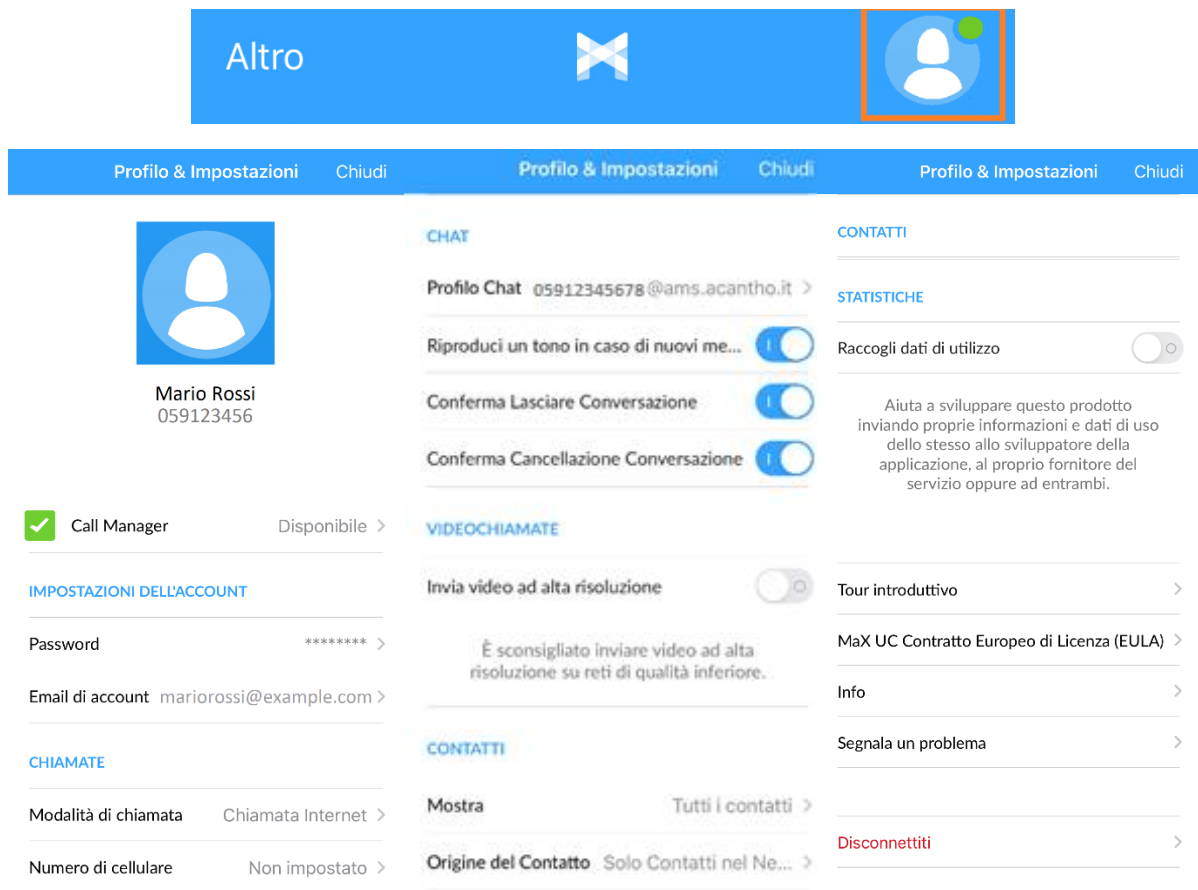 Altro
Profilo & Impostazioni Chiudi
Mario Rossi
059123456
Call Manager Disponibile
IMPOSTAZIONI DELL'ACCOUNT
Password ********
Email di account mariorossi@example.com
CHIAMATE
Modalità di chiamata Chiamata Internet
Numero di cellulare Non impostato
Profilo & Impostazioni Chiudi
CHAT
Profilo Chat 05912345678@ams.acantho.it
Riproduci un tono in caso di nuovi me...
Conferma Lasciare Conversazione
Conferma Cancellazione Conversazione
VIDEOCHIAMATE
Invia video ad alta risoluzione
È sconsigliato inviare video ad alta
risoluzione su reti di qualità inferiore.
CONTATTI
Mostra Tutti i contatti
Origine del Contatto Solo Contatti nel Ne...
Profilo & Impostazioni Chiudi
CONTATTI
STATISTICHE
Raccogli dati di utilizzo
Aiuta a sviluppare questo prodotto
inviando proprie informazioni e dati di uso
dello stesso allo sviluppatore della
applicazione, al proprio fornitore del
servizio oppure ad entrambi.
Tour introduttivo
MaX UC Contratto Europeo di Licenza (EULA)
Info
Segnala un problema
Disconnettiti